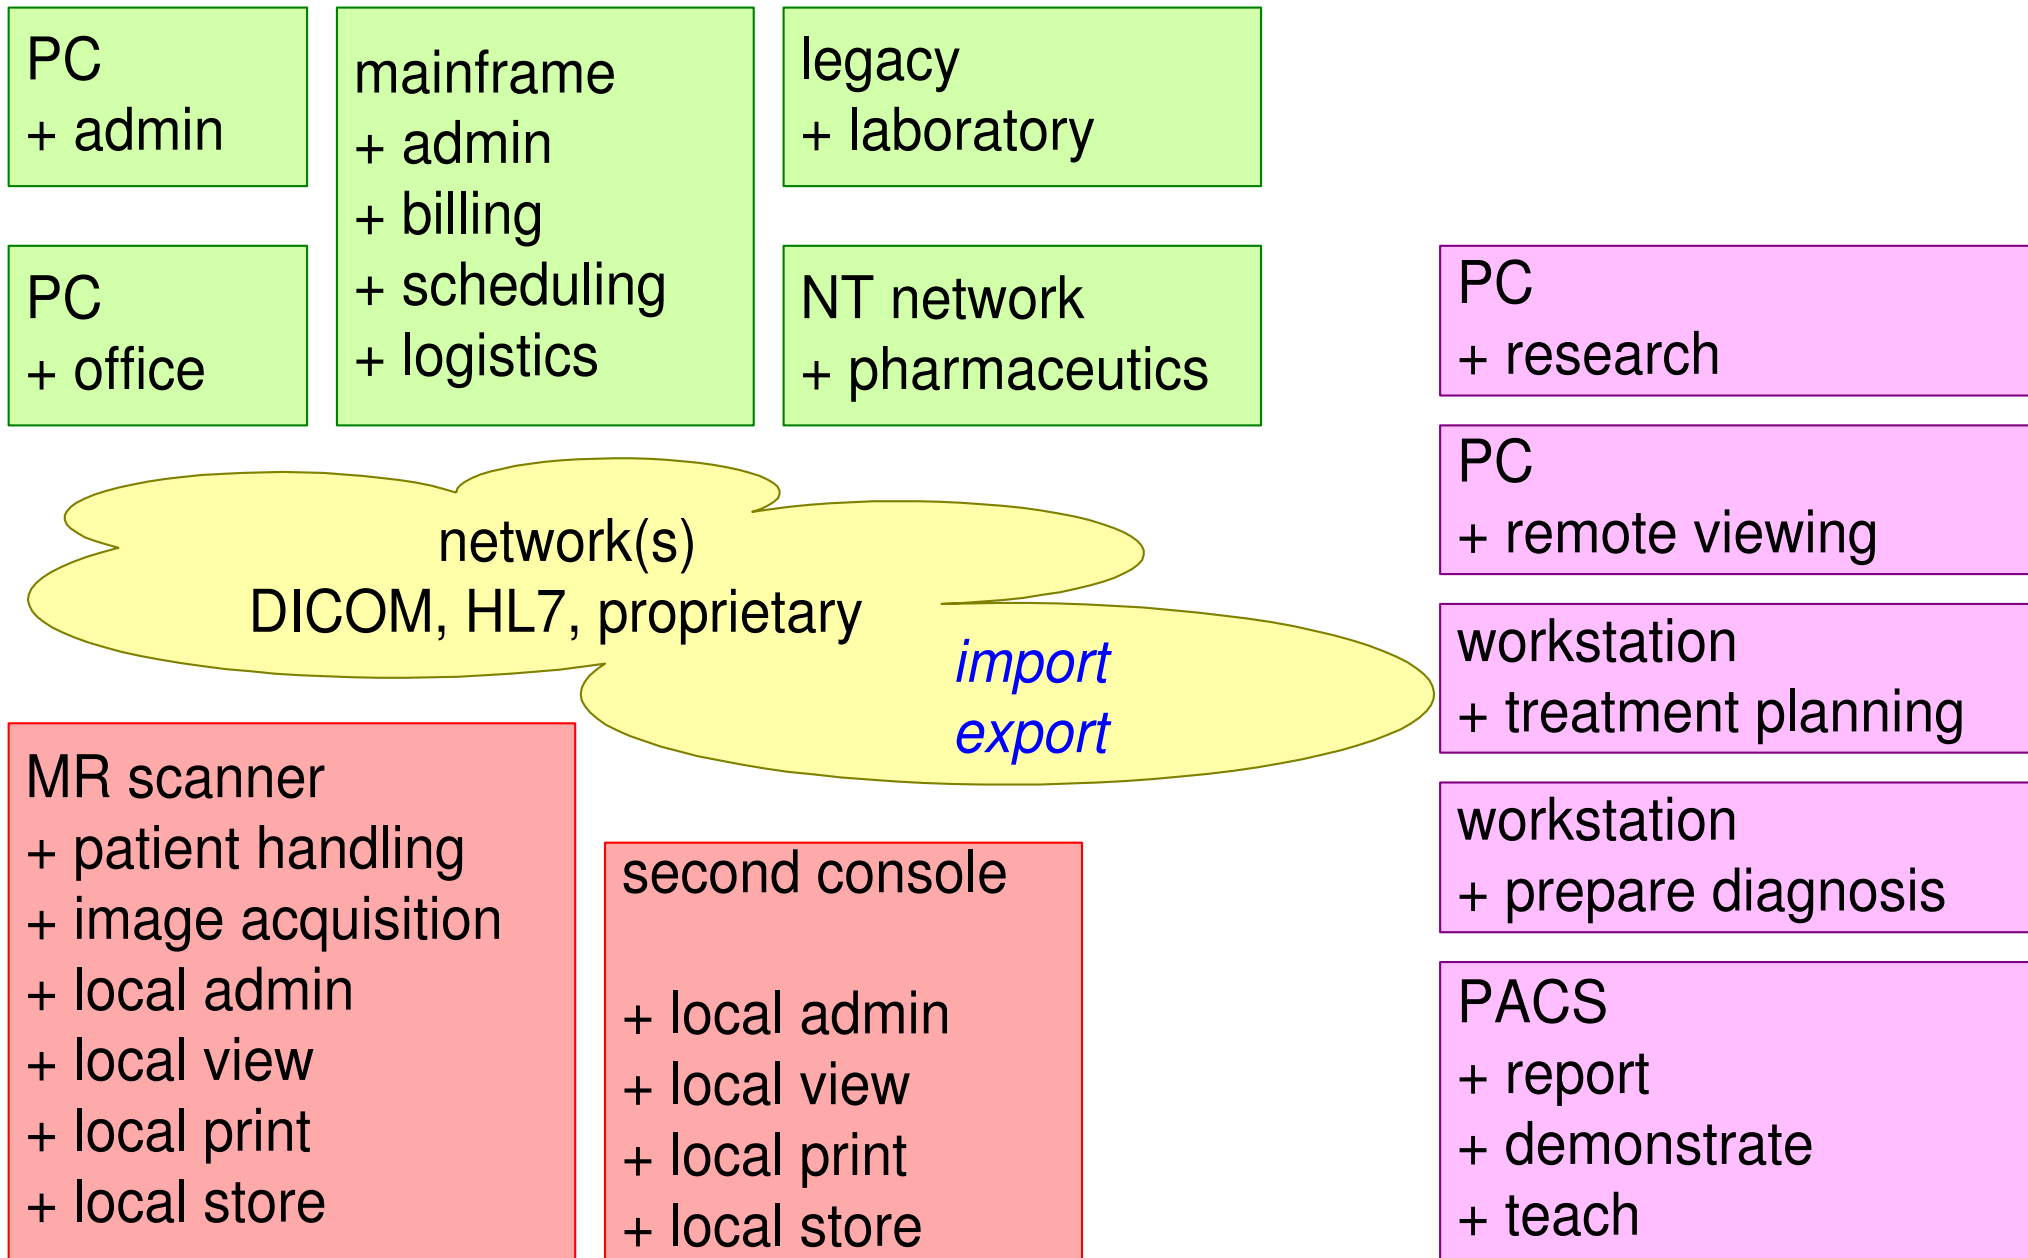 PC
+ admin
mainframe
+ admin
+ billing
+ scheduling
+ logistics
legacy
+ laboratory
PC
+ office
NT network
+ pharmaceutics
network(s)
DICOM, HL7, proprietary
import
export
MR scanner
+ patient handling
+ image acquisition
+ local admin
+ local view
+ local print
+ local store
second console
+ local admin
+ local view
+ local print
+ local store
PC
+ research
PC
+ remote viewing
workstation
+ treatment planning
workstation
+ prepare diagnosis
PACS
+ report
+ demonstrate
+ teach